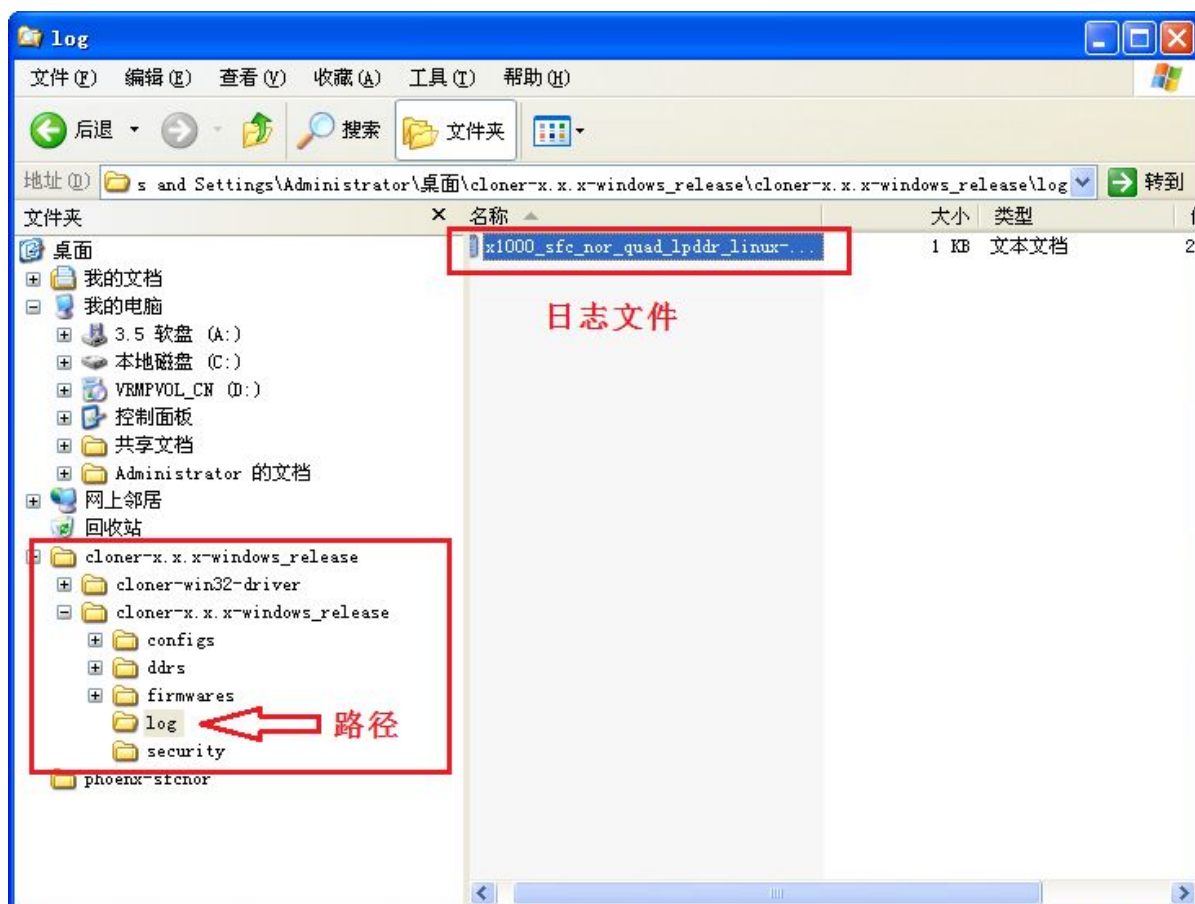 log
文件(F) 编辑(E) 查看(V) 收藏(A) 工具(T) 帮助(H)
后退 搜索 文件夹
地址(D) s and Settings\Administrator\桌面\cloner-x.x.x-windows_release\cloner-x.x.x-windows_release\log 转到
文件夹 × 名称 大小 类型
桌面
x1000_sfc_nor_quad_lpddr_linux-... 1 KB 文本文档 2
我的文档
我的电脑
日志文件
3.5 软盘 (A:)
本地磁盘 (C:)
VRMPVOL_CN (D:)
控制面板
共享文档
Administrator 的文档
网上邻居
回收站
cloner-x.x.x-windows_release
cloner-win32-driver
cloner-x.x.x-windows_release
configs
ddrs
firmwares
log 路径
security
phoenx-sfcnor